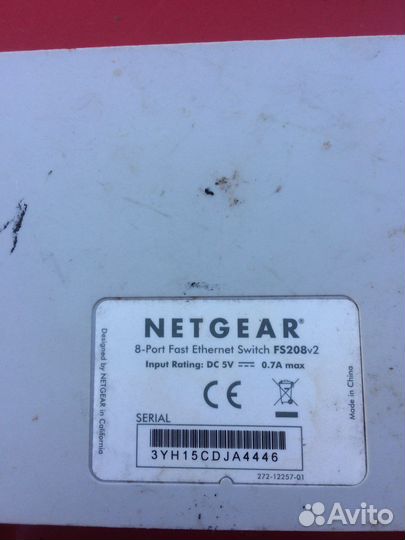 NETGEAR®
8-Port Fast Ethernet Switch FS208v2
Input Rating: DC 5V ⎓ 0.7A max
CE
SERIAL
3YH15CDJA4446
272-12257-01
Designed by NETGEAR in California
Made in China
Avito